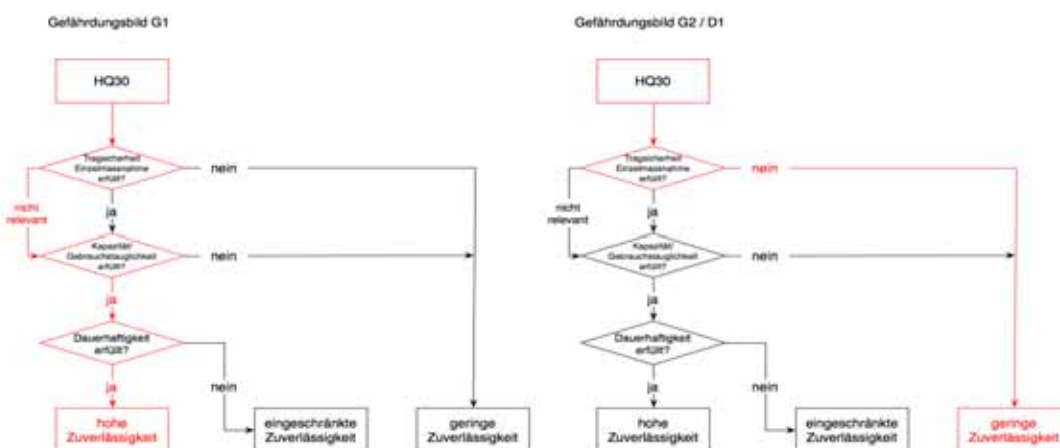 Gefährdungsbild G1
HQ30
Tragsicherheit
Einzelmassnahme
erfüllt?
nein
nicht
relevant
ja
Kapazität/
Gebrauchstauglichkeit
erfüllt?
nein
ja
Dauerhaftigkeit
erfüllt?
ja
nein
hohe
Zuverlässigkeit
eingeschränkte
Zuverlässigkeit
geringe
Zuverlässigkeit
Gefährdungsbild G2 / D1
HQ30
Tragsicherheit
Einzelmassnahme
erfüllt?
nein
nicht
relevant
ja
Kapazität/
Gebrauchstauglichkeit
erfüllt?
nein
ja
Dauerhaftigkeit
erfüllt?
ja
nein
hohe
Zuverlässigkeit
eingeschränkte
Zuverlässigkeit
geringe
Zuverlässigkeit